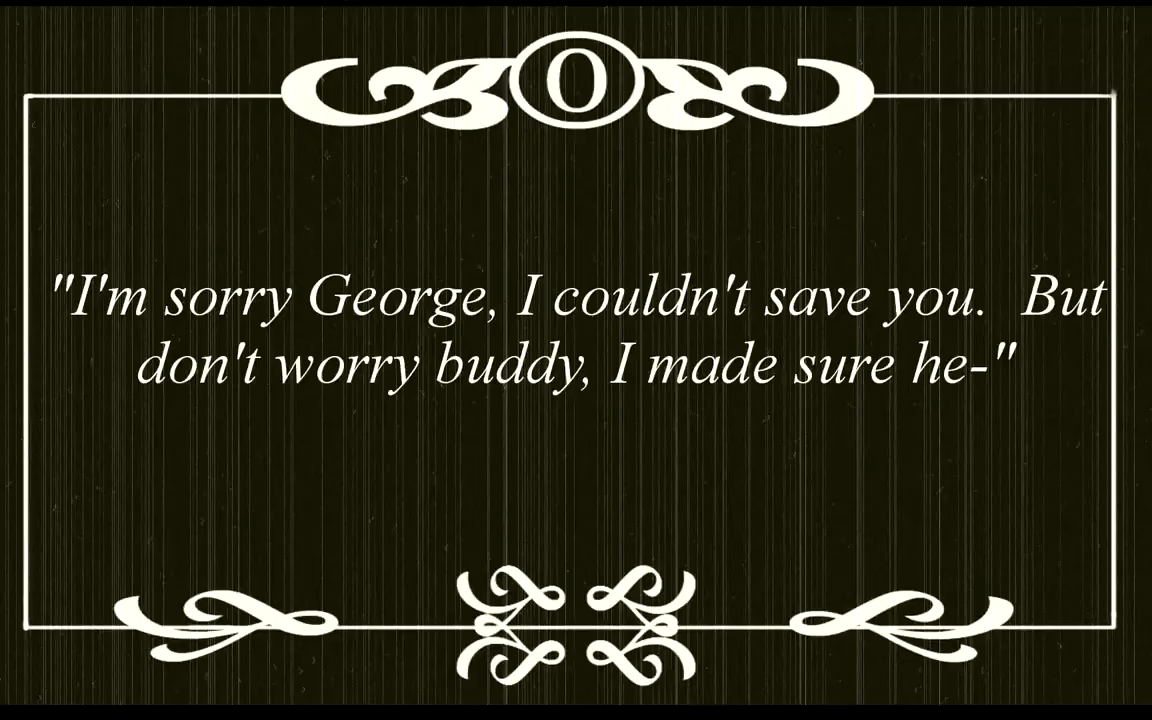 O
"I'm sorry George, I couldn't save you.  But
don't worry buddy, I made sure he-"